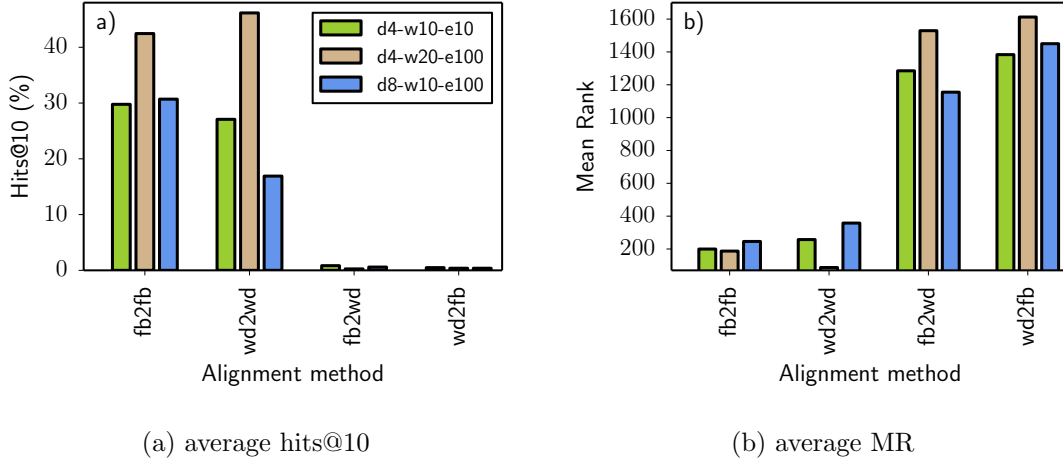 a)
Hits@10 (%)
40
30
20
10
0
d4-w10-e10
d4-w20-e100
d8-w10-e100
fb2fb
wd2wd
fb2wd
wd2fb
Alignment method
(a) average hits@10
b)
Mean Rank
1600
1400
1200
1000
800
600
400
200
fb2fb
wd2wd
fb2wd
wd2fb
Alignment method
(b) average MR